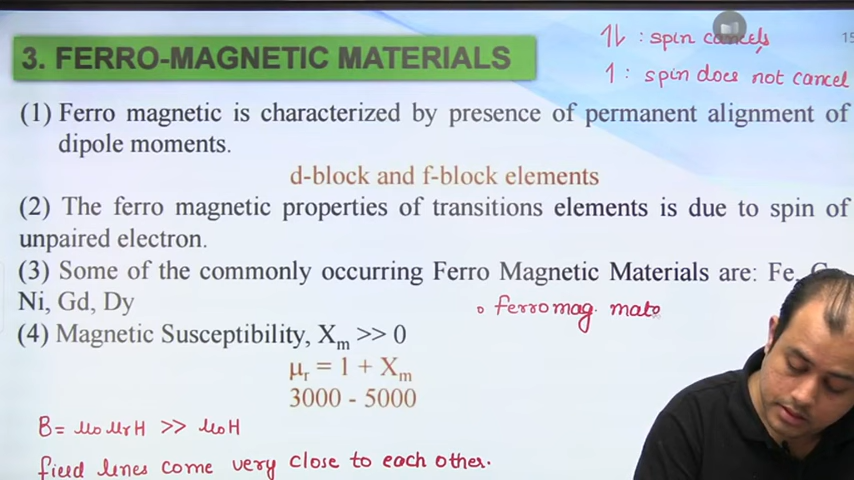 3. FERRO-MAGNETIC MATERIALS
↑↓ : spin cancels
15
↑ : spin does not cancel
(1) Ferro magnetic is characterized by presence of permanent alignment of
dipole moments.
d-block and f-block elements
(2) The ferro magnetic properties of transitions elements is due to spin of
unpaired electron.
(3) Some of the commonly occurring Ferro Magnetic Materials are: Fe,
Ni, Gd, Dy
◦ ferromag. mate
(4) Magnetic Susceptibility, Xₘ >> 0
μᵣ = 1 + Xₘ
3000 - 5000
B = μ₀ μᵣ H >> μ₀ H
field lines come very close to each other.